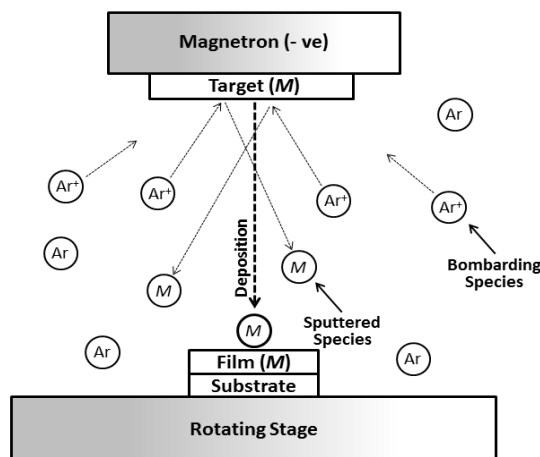 Magnetron (- ve)
Target (M)
Ar
Ar+
Ar+
Ar+
Ar+
Ar
M
M
Deposition
Bombarding
Species
Sputtered
Species
M
Ar
Ar
Film (M)
Substrate
Rotating Stage